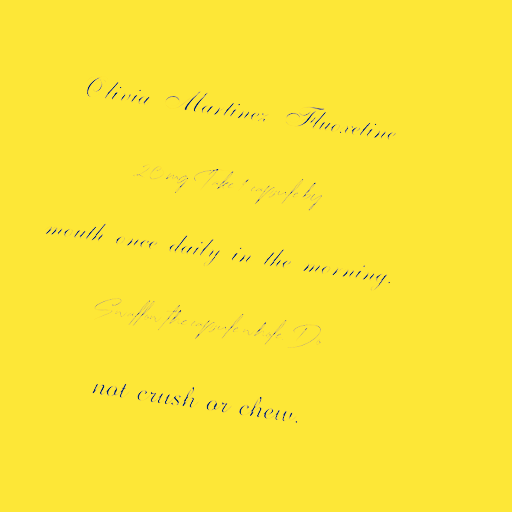 Olivia Martinez Fluoxetine
20 mg Take 1 capsule by
mouth once daily in the morning.
Swallow the capsule whole. Do
not crush or chew.